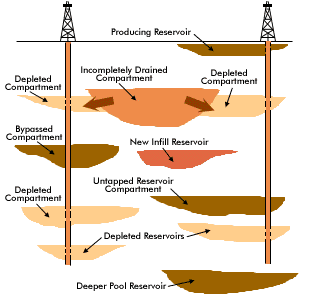 Producing Reservoir
Depleted
Compartment
Incompletely Drained
Compartment
Depleted
Compartment
Bypassed
Compartment
New Infill Reservoir
Depleted
Compartment
Untapped Reservoir
Compartment
Depleted Reservoirs
Deeper Pool Reservoir